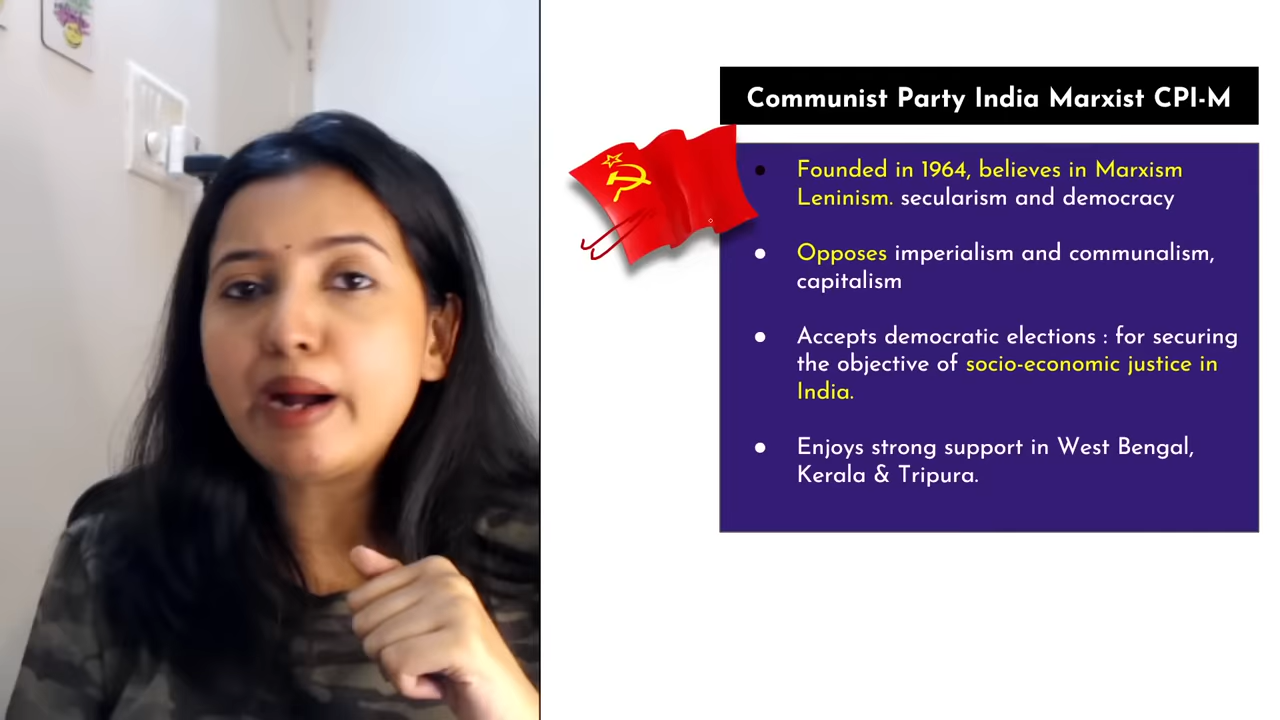 Communist Party India Marxist CPI-M
Founded in 1964, believes in Marxism
Leninism. secularism and democracy
Opposes imperialism and communalism,
capitalism
Accepts democratic elections : for securing
the objective of socio-economic justice in
India.
Enjoys strong support in West Bengal,
Kerala & Tripura.